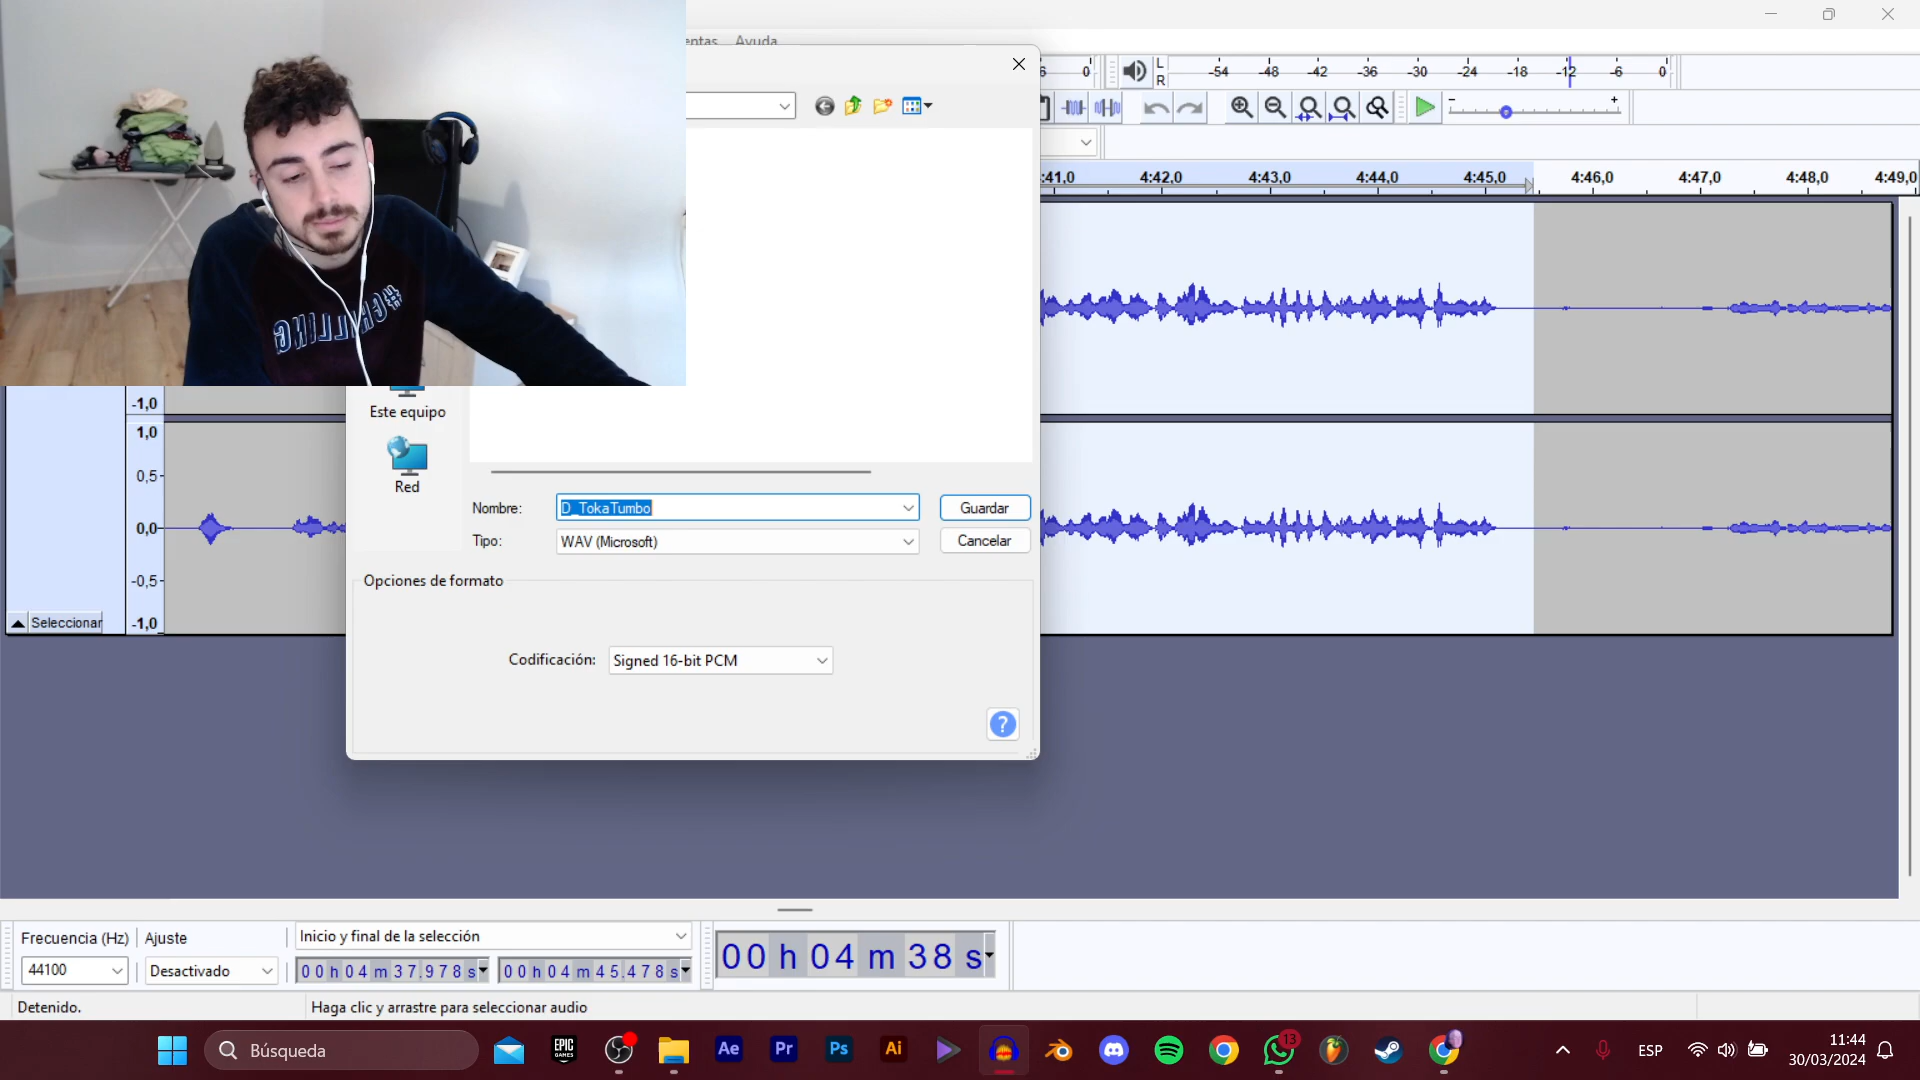 entas Ayuda
6 0
L
R
-54 -48 -42 -36 -30 -24 -18 -12 -6 0
- +
:41,0 4:42,0 4:43,0 4:44,0 4:45,0 4:46,0 4:47,0 4:48,0 4:49,0
#CHILLING
-1,0
1,0
0,5
0,0
-0,5
-1,0
Seleccionar
Este equipo
Red
Nombre: D_TokaTumbo Guardar
Tipo: WAV (Microsoft) Cancelar
Opciones de formato
Codificación: Signed 16-bit PCM
?
Frecuencia (Hz) Ajuste Inicio y final de la selección
44100 Desactivado 00 h 04 m 37.978 s 00 h 04 m 45.478 s
00 h 04 m 38 s
Detenido. Haga clic y arrastre para seleccionar audio
Búsqueda
EPIC
GAMES
Ae Pr Ps Ai
13
ESP
11:44
30/03/2024